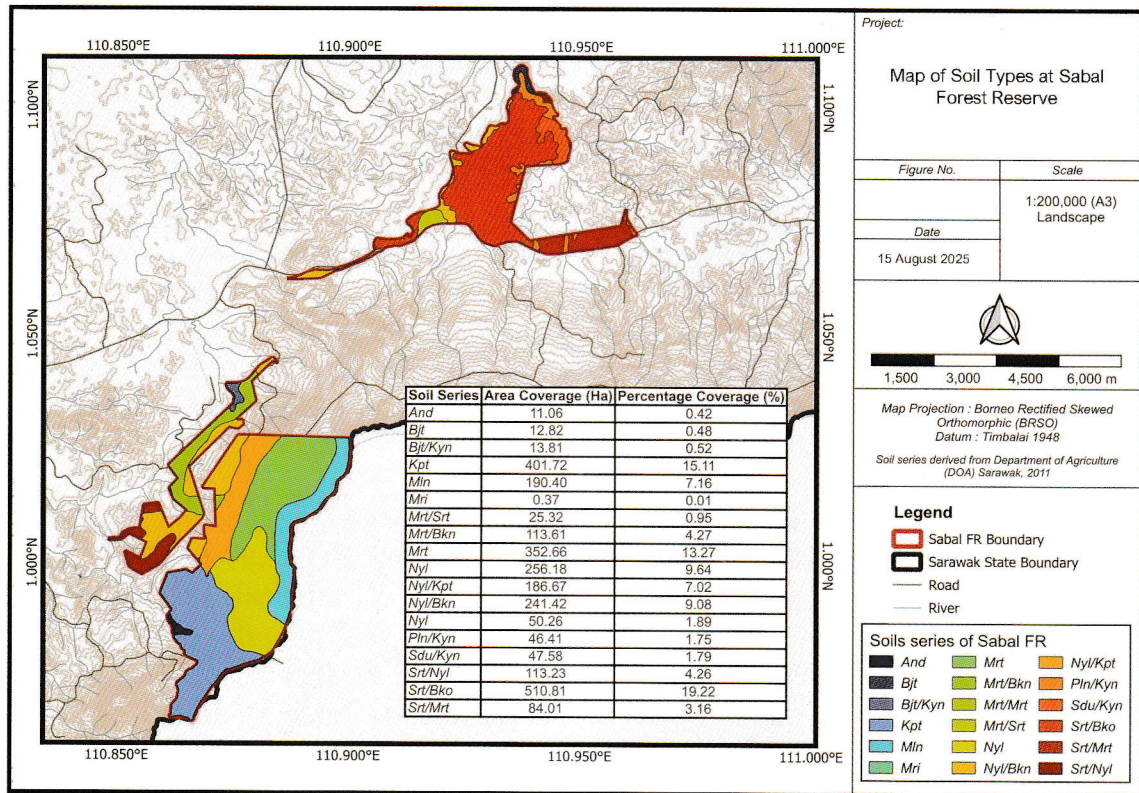 110.850°E 110.900°E 110.950°E 111.000°E
1.100°N 1.100°N
1.050°N 1.050°N
1.000°N 1.000°N
Soil Series Area Coverage (Ha) Percentage Coverage (%)
And 11.06 0.42
Bjt 12.82 0.48
Bjt/Kyn 13.81 0.52
Kpt 401.72 15.11
Mln 190.40 7.16
Mri 0.37 0.01
Mrt/Srt 25.32 0.95
Mrt/Bkn 113.61 4.27
Mrt 352.66 13.27
Nyl 256.18 9.64
Nyl/Kpt 186.67 7.02
Nyl/Bkn 241.42 9.08
Nyl 50.26 1.89
Pln/Kyn 46.41 1.75
Sdu/Kyn 47.58 1.79
Srt/Nyl 113.23 4.26
Srt/Bko 510.81 19.22
Srt/Mrt 84.01 3.16
110.850°E 110.900°E 110.950°E 111.000°E
Project:
Map of Soil Types at Sabal
Forest Reserve
Figure No. Scale
1:200,000 (A3)
Landscape
Date
15 August 2025
1,500 3,000 4,500 6,000 m
Map Projection : Borneo Rectified Skewed
Orthomorphic (BRSO)
Datum : Timbalai 1948
Soil series derived from Department of Agriculture
(DOA) Sarawak, 2011
Legend
Sabal FR Boundary
Sarawak State Boundary
Road
River
Soils series of Sabal FR
And Mrt Nyl/Kpt
Bjt Mrt/Bkn Pln/Kyn
Bjt/Kyn Mrt/Mrt Sdu/Kyn
Kpt Mrt/Srt Srt/Bko
Mln Nyl Srt/Mrt
Mri Nyl/Bkn Srt/Nyl